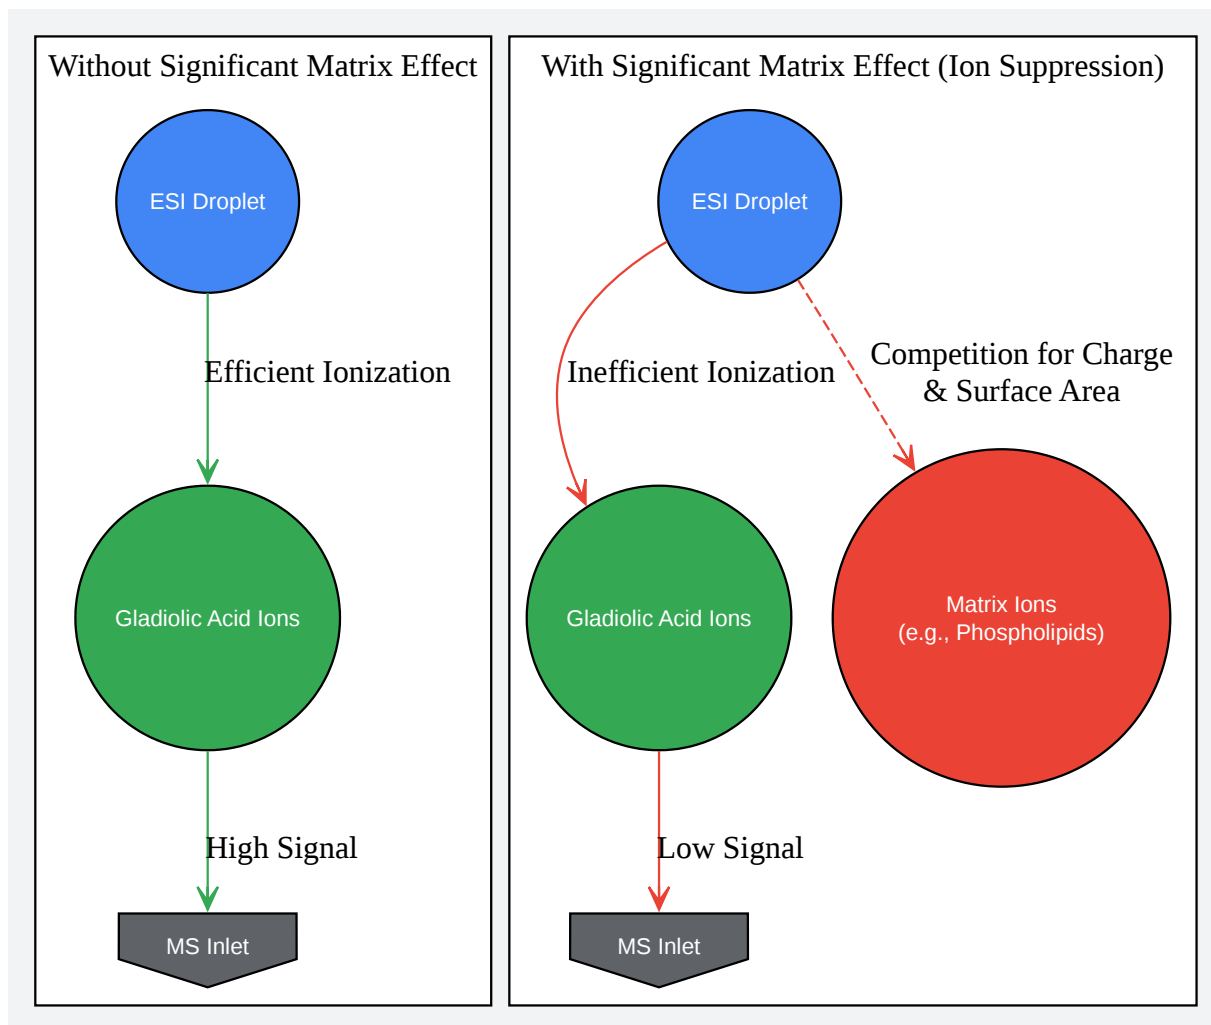 Without Significant Matrix Effect
ESI Droplet
Efficient Ionization
Gladiolic Acid Ions
High Signal
MS Inlet
With Significant Matrix Effect (Ion Suppression)
ESI Droplet
Inefficient Ionization
Competition for Charge
& Surface Area
Gladiolic Acid Ions
Matrix Ions
(e.g., Phospholipids)
Low Signal
MS Inlet